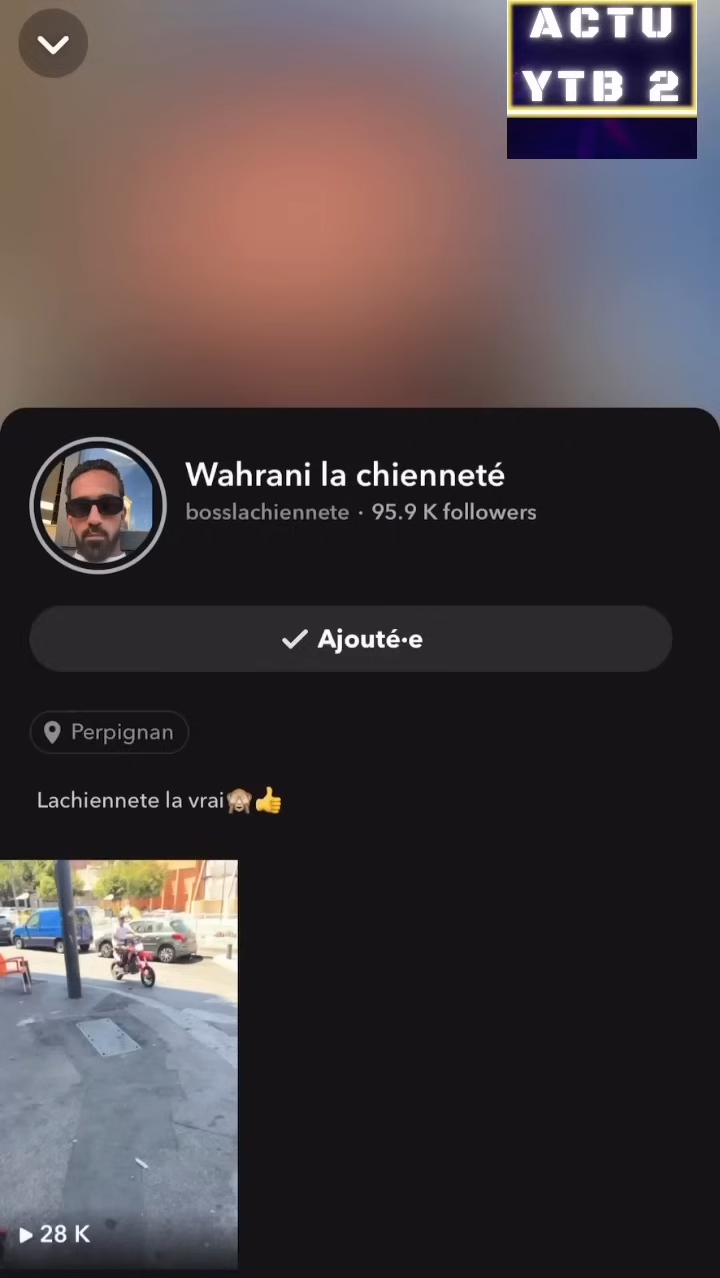 ACTU
YTB 2
Wahrani la chienneté
bosslachiennete · 95.9 K followers
Ajouté·e
Perpignan
Lachiennete la vrai🙈👍
28 K